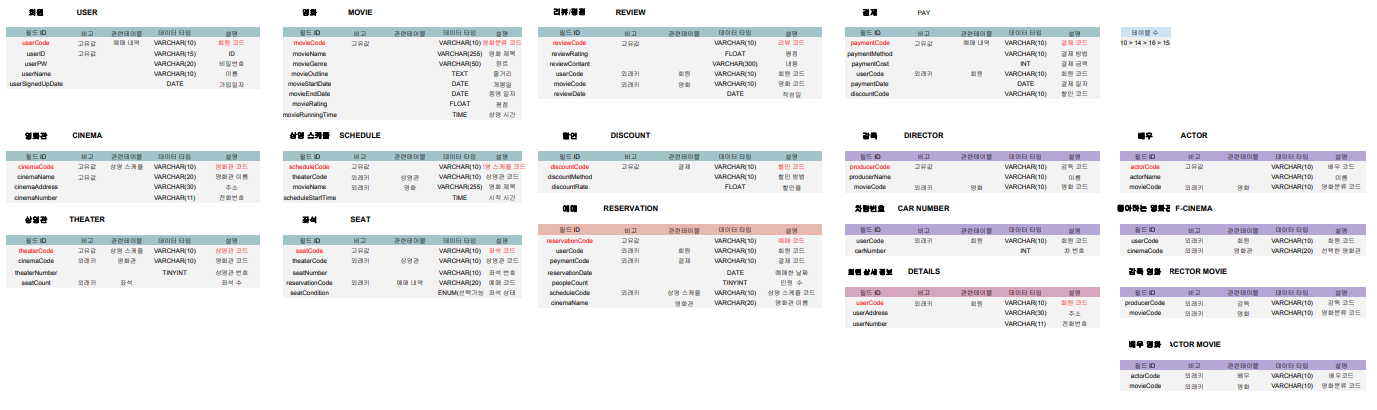 회원 USER
필드 ID 비고 관련테이블 데이터 타입 설명
userCode 고유값 예매 내역 VARCHAR(10) 회원 코드
userID 고유값 VARCHAR(15) ID
userPW VARCHAR(20) 비밀번호
userName VARCHAR(10) 이름
userSignedUpDate DATE 가입일자
영화 MOVIE
필드 ID 비고 관련테이블 데이터 타입 설명
movieCode 고유값 VARCHAR(10) 영화분류 코드
movieName VARCHAR(255) 영화 제목
movieGenre VARCHAR(50) 장르
movieOutline TEXT 줄거리
movieStartDate DATE 개봉일
movieEndDate DATE 종영 일자
movieRating FLOAT 평점
movieRunningTime TIME 상영 시간
리뷰/평점 REVIEW
필드 ID 비고 관련테이블 데이터 타입 설명
reviewCode 고유값 VARCHAR(10) 리뷰 코드
reviewRating FLOAT 평점
reviewContant VARCHAR(300) 내용
userCode 외래키 회원 VARCHAR(10) 회원 코드
movieCode 외래키 영화 VARCHAR(10) 영화 코드
reviewDate DATE 작성일
결제 PAY
필드 ID 비고 관련테이블 데이터 타입 설명
paymentCode 고유값 예매 내역 VARCHAR(10) 결제 코드
paymentMethod VARCHAR(10) 결제 방법
paymentCost INT 결제 금액
userCode 외래키 회원 VARCHAR(10) 회원 코드
paymentDate DATE 결제 일자
discountCode VARCHAR(10) 할인 코드
테이블 수
10 > 14 > 16 > 15
영화관 CINEMA
필드 ID 비고 관련테이블 데이터 타입 설명
cinemaCode 고유값 상영 스케쥴 VARCHAR(10) 영화관 코드
cinemaName 고유값 VARCHAR(20) 영화관 이름
cinemaAddress VARCHAR(30) 주소
cinemaNumber VARCHAR(11) 전화번호
상영 스케쥴 SCHEDULE
필드 ID 비고 관련테이블 데이터 타입 설명
scheduleCode 고유값 VARCHAR(10) 영 스케쥴 코드
theaterCode 외래키 상영관 VARCHAR(10) 상영관 코드
movieName 외래키 영화 VARCHAR(255) 영화 제목
scheduleStartTime TIME 시작 시간
할인 DISCOUNT
필드 ID 비고 관련테이블 데이터 타입 설명
discountCode 고유값 결제 VARCHAR(10) 할인 코드
discountMethod VARCHAR(10) 할인 방법
discountRate FLOAT 할인율
감독 DIRECTOR
필드 ID 비고 관련테이블 데이터 타입 설명
producerCode 고유값 VARCHAR(10) 감독 코드
producerName VARCHAR(10) 이름
movieCode 외래키 영화 VARCHAR(10) 영화 코드
배우 ACTOR
필드 ID 비고 관련테이블 데이터 타입 설명
actorCode 고유값 VARCHAR(10) 배우 코드
actorName VARCHAR(10) 이름
movieCode 외래키 영화 VARCHAR(10) 영화분류 코드
상영관 THEATER
필드 ID 비고 관련테이블 데이터 타입 설명
theaterCode 고유값 상영 스케쥴 VARCHAR(10) 상영관 코드
cinemaCode 외래키 영화관 VARCHAR(10) 영화관 코드
theaterNumber TINYINT 상영관 번호
seatCount 외래키 좌석 좌석 수
좌석 SEAT
필드 ID 비고 관련테이블 데이터 타입 설명
seatCode 고유값 VARCHAR(10) 좌석 코드
theaterCode 외래키 상영관 VARCHAR(10) 상영관 코드
seatNumber VARCHAR(10) 좌석 번호
reservationCode 외래키 예매 내역 VARCHAR(10) 예매 코드
seatCondition ENUM(선택가능 좌석 상태
예매 RESERVATION
필드 ID 비고 관련테이블 데이터 타입 설명
reservationCode 고유값 VARCHAR(10) 예매 코드
userCode 외래키 회원 VARCHAR(10) 회원 코드
peymentCode 외래키 결제 VARCHAR(10) 결제 코드
reservationDate DATE 예매한 날짜
peopleCount TINYINT 인원 수
scheduleCode 외래키 상영 스케쥴 VARCHAR(10) 상영 스케쥴 코드
cinemaName 영화관 VARCHAR(20) 영화관 이름
차량번호 CAR NUMBER
필드 ID 비고 관련테이블 데이터 타입 설명
userCode 외래키 회원 VARCHAR(10) 회원 코드
carNumber INT 차 번호
좋아하는 영화관 F-CINEMA
필드 ID 비고 관련테이블 데이터 타입 설명
userCode 외래키 회원 VARCHAR(10) 회원 코드
cinemaCode 외래키 영화관 VARCHAR(20) 선택한 영화관
회원 상세 정보 DETAILS
필드 ID 비고 관련테이블 데이터 타입 설명
userCode 외래키 회원 VARCHAR(10) 회원 코드
userAddress VARCHAR(30) 주소
userNumber VARCHAR(11) 전화번호
감독 영화 RECTOR MOVIE
필드 ID 비고 관련테이블 데이터 타입 설명
producerCode 외래키 감독 VARCHAR(10) 감독 코드
movieCode 외래키 영화 VARCHAR(10) 영화분류 코드
배우 영화 ACTOR MOVIE
필드 ID 비고 관련테이블 데이터 타입 설명
actorCode 외래키 배우 VARCHAR(10) 배우코드
movieCode 외래키 영화 VARCHAR(10) 영화분류 코드